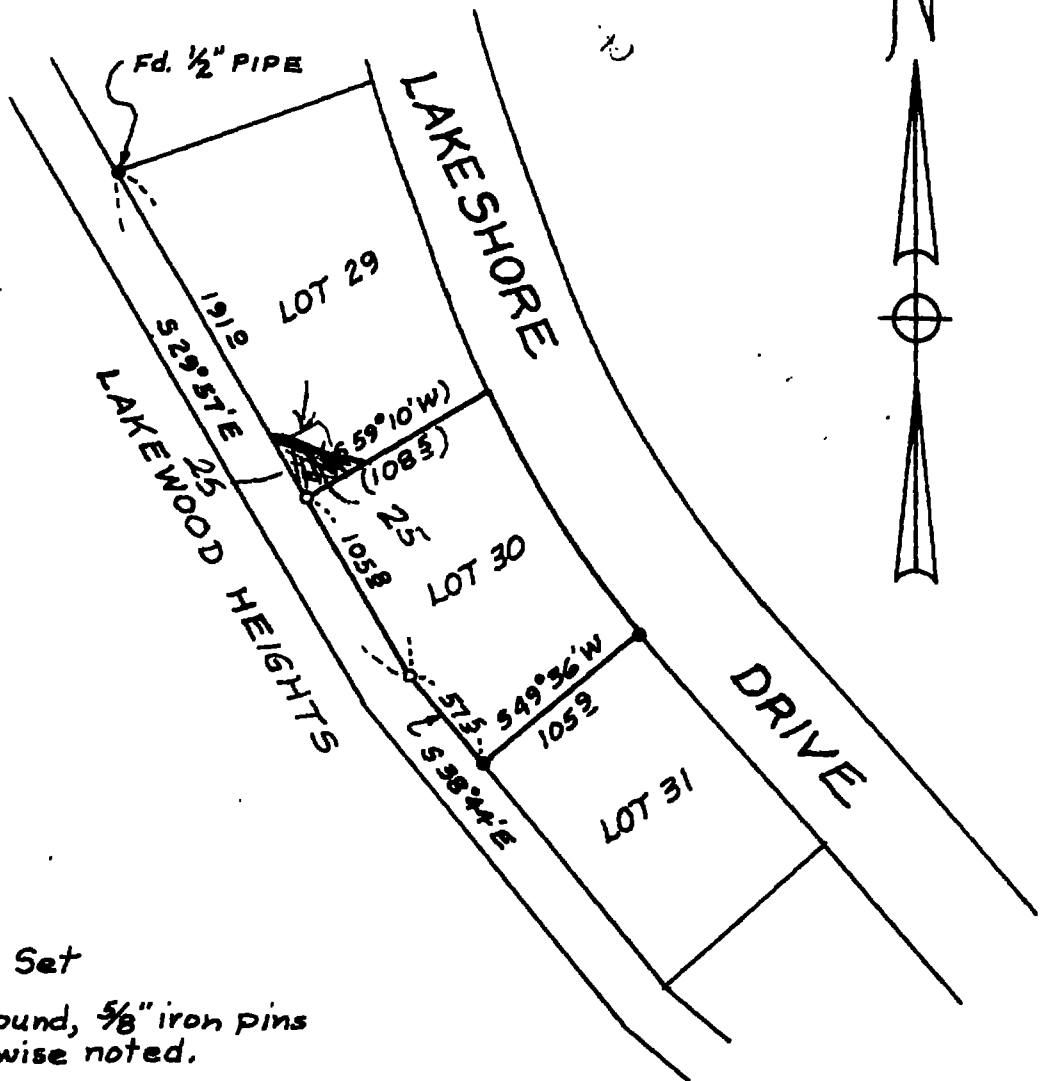 N
Fd. 1/2" PIPE
LAKESHORE
DRIVE
LOT 29
191.0
S 29° 57' E
25
LAKEWOOD HEIGHTS
S 59° 10' W)
(108.5)
25
105.8
LOT 30
57.5
S 49° 36' W
105.9
S 38° 44' E
LOT 31
Set
ound, 5/8" iron pins
wise noted.